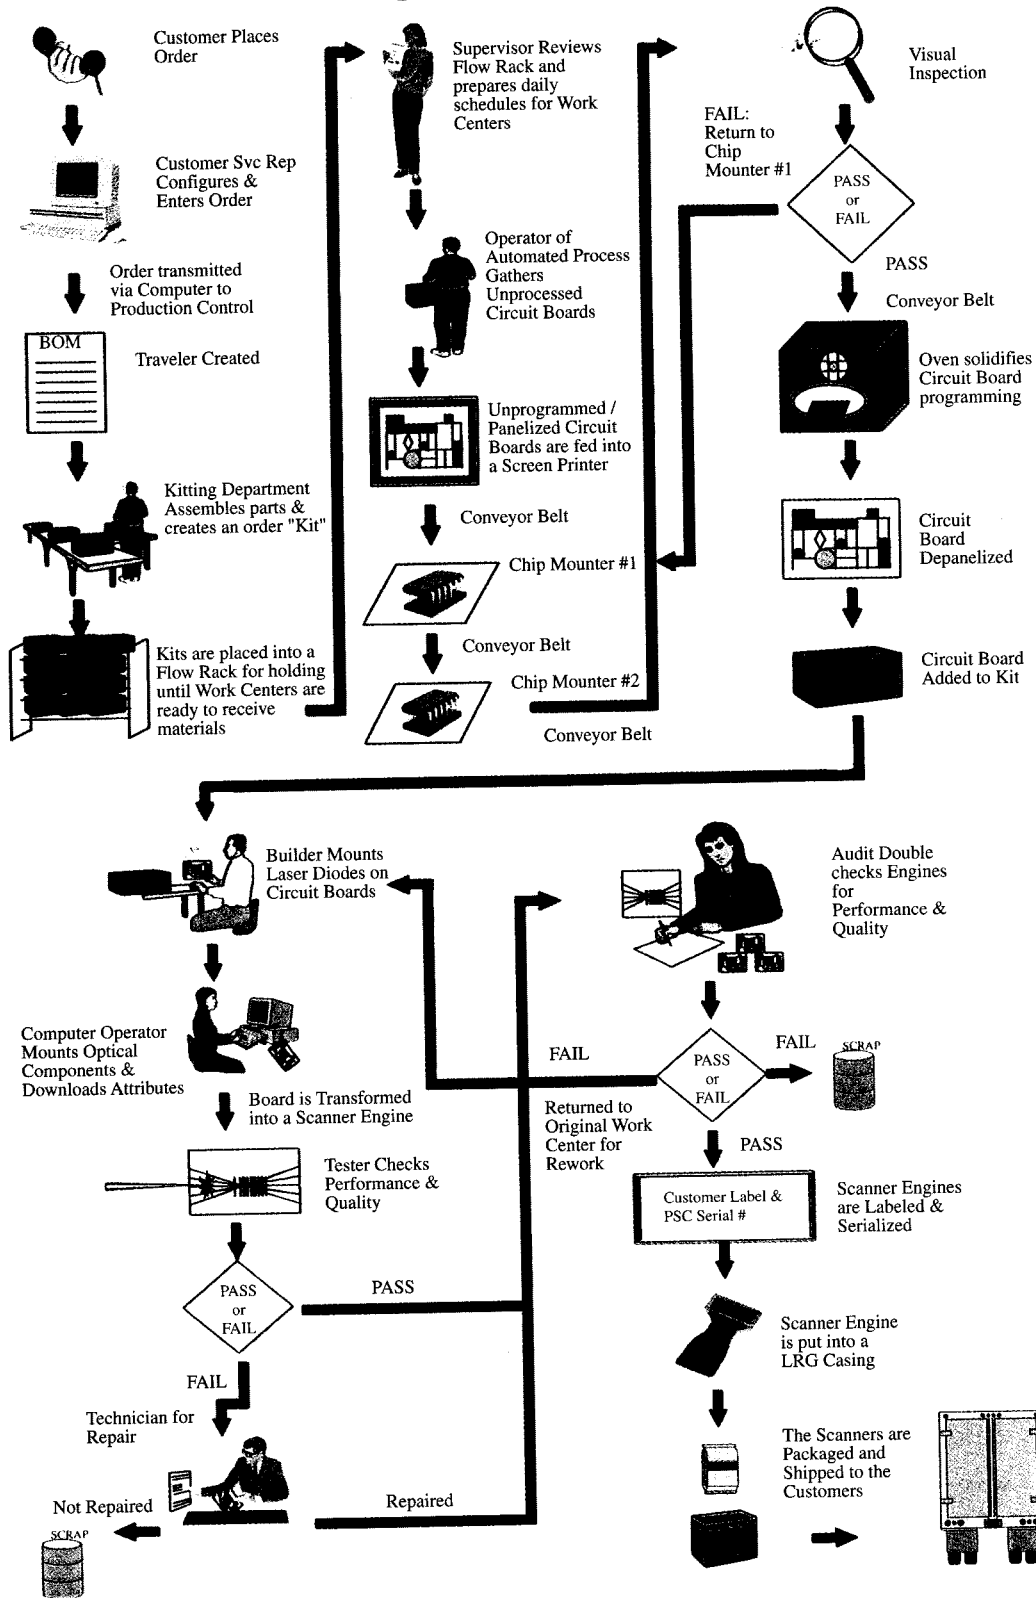 Customer Places
Order
Customer Svc Rep
Configures &
Enters Order
Order transmitted
via Computer to
Production Control
BOM
Traveler Created
Kitting Department
Assembles parts &
creates an order "Kit"
Kits are placed into a
Flow Rack for holding
until Work Centers are
ready to receive
materials
Supervisor Reviews
Flow Rack and
prepares daily
schedules for Work
Centers
Operator of
Automated Process
Gathers
Unprocessed
Circuit Boards
Unprogrammed /
Panelized Circuit
Boards are fed into
a Screen Printer
Conveyor Belt
Chip Mounter #1
Conveyor Belt
Chip Mounter #2
Conveyor Belt
Visual
Inspection
FAIL:
Return to
Chip
Mounter #1
PASS
or
FAIL
PASS
Conveyor Belt
Oven solidifies
Circuit Board
programming
Circuit
Board
Depanelized
Circuit Board
Added to Kit
Builder Mounts
Laser Diodes on
Circuit Boards
Computer Operator
Mounts Optical
Components &
Downloads Attributes
Board is Transformed
into a Scanner Engine
Tester Checks
Performance &
Quality
PASS
or
FAIL
PASS
FAIL
Technician for
Repair
Not Repaired
SCRAP
Repaired
Audit Double
checks Engines
for
Performance &
Quality
PASS
or
FAIL
FAIL
SCRAP
FAIL
Returned to
Original Work
Center for
Rework
PASS
Customer Label &
PSC Serial #
Scanner Engines
are Labeled &
Serialized
Scanner Engine
is put into a
LRG Casing
The Scanners are
Packaged and
Shipped to the
Customers